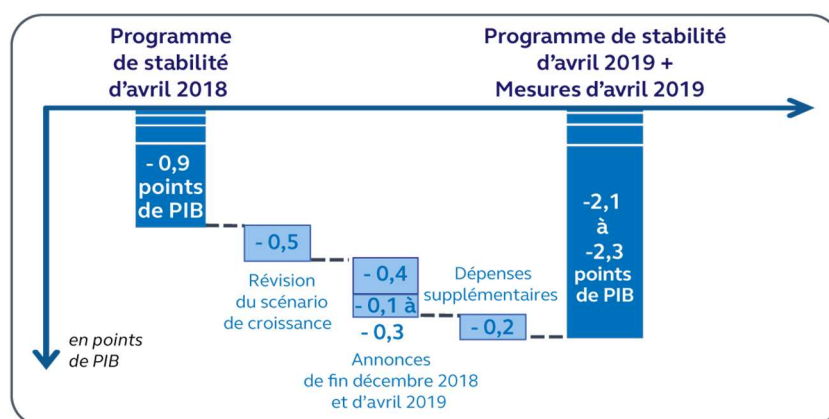 Programme
de stabilité
d'avril 2018
Programme de stabilité
d'avril 2019 +
Mesures d'avril 2019
- 0,9
points
de PIB
- 0,5
Révision
du scénario
de croissance
- 0,4
- 0,1 à
- 0,3
Annonces
de fin décembre 2018
et d'avril 2019
Dépenses
supplémentaires
- 0,2
-2,1
à
-2,3
points
de PIB
en points
de PIB